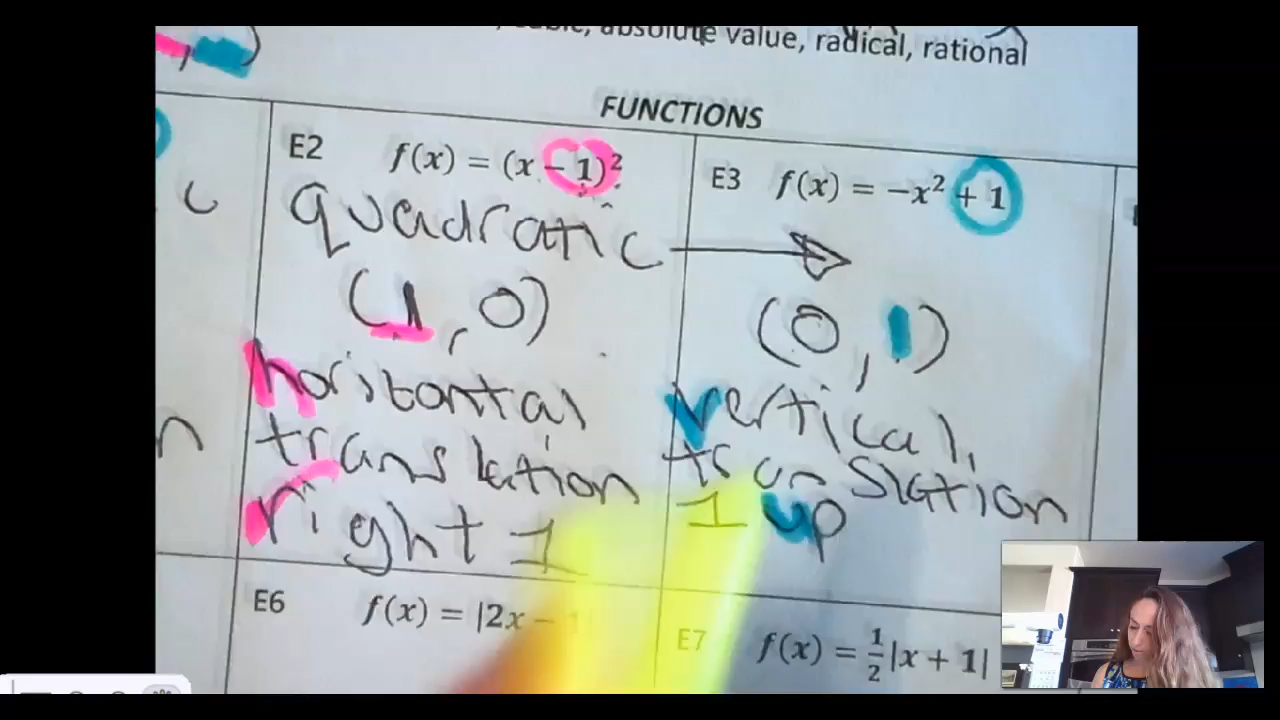 absolute value, radical, rational
FUNCTIONS
E2 f(x) = (x − 1)²
quadratic
(1, 0)
horizontal
translation
right 1
E3 f(x) = −x² + 1
(0, 1)
vertical
translation
1 up
E6 f(x) = |2x −
E7 f(x) = 1/2|x + 1|